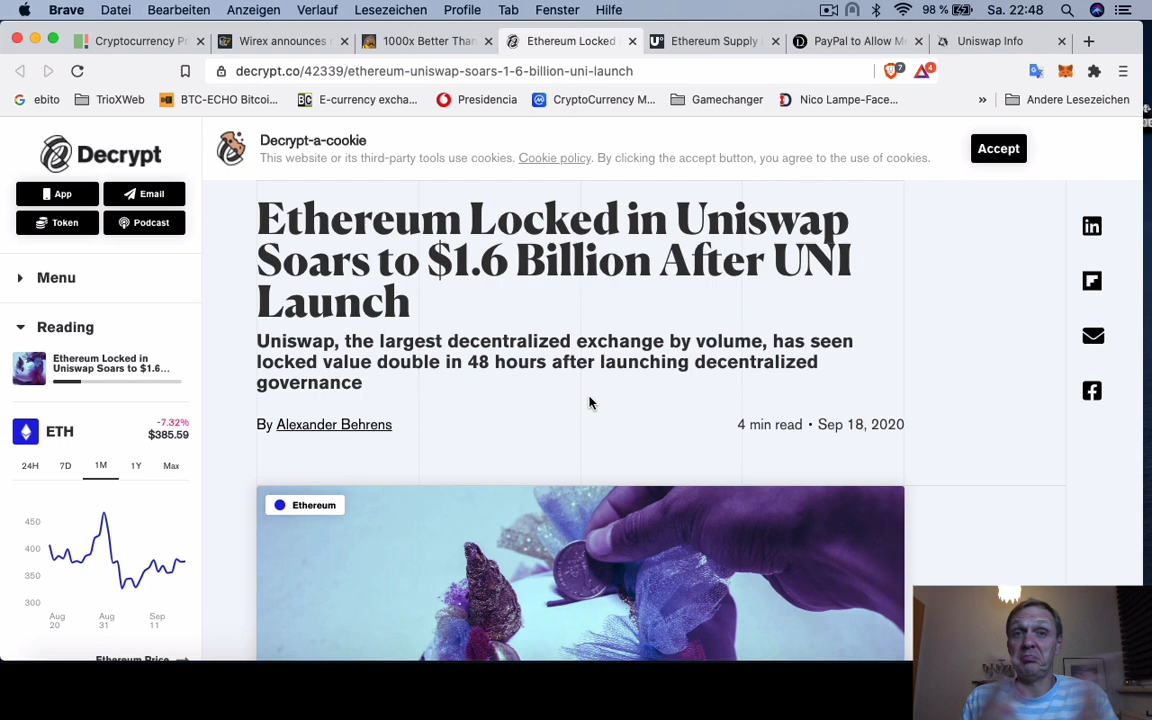 Brave Datei Bearbeiten Anzeigen Verlauf Lesezeichen Profile Tab Fenster Hilfe 98 % Sa. 22:48
Cryptocurrency Pr Wirex announces 1000x Better Than Ethereum Locked Ethereum Supply PayPal to Allow M Uniswap Info
decrypt.co/42339/ethereum-uniswap-soars-1-6-billion-uni-launch 7 4
ebito TrioXWeb BTC-ECHO Bitcoi... E-currency excha... Presidencia CryptoCurrency M... Gamechanger Nico Lampe-Face... » Andere Lesezeichen
Decrypt
App Email
Token Podcast
Menu
Reading
Ethereum Locked in
Uniswap Soars to $1.6...
ETH
-7.32%
$385.59
24H 7D 1M 1Y Max
450
400
350
300
Aug 20
Aug 31
Sep 11
Ethereum Price
Decrypt-a-cookie
This website or its third-party tools use cookies. Cookie policy. By clicking the accept button, you agree to the use of cookies.
Accept
Ethereum Locked in Uniswap
Soars to $1.6 Billion After UNI
Launch
Uniswap, the largest decentralized exchange by volume, has seen
locked value double in 48 hours after launching decentralized
governance
By Alexander Behrens
4 min read • Sep 18, 2020
Ethereum